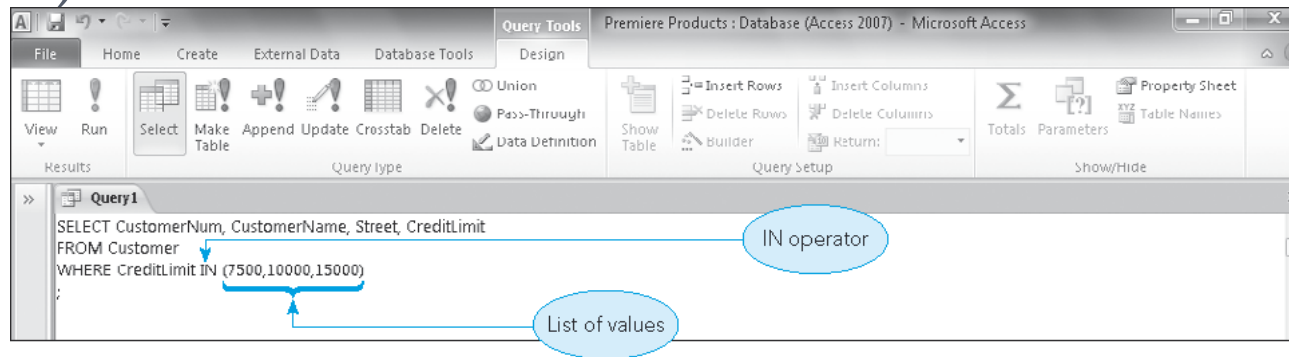 A
Query Tools
Premiere Products : Database (Access 2007) - Microsoft Access
File Home Create External Data Database Tools Design
View
Run
Results
Select
Make Table
Append
Update
Crosstab
Delete
Union
Pass-Through
Data Definition
Query Type
Show Table
Insert Rows
Delete Rows
Builder
Insert Columns
Delete Columns
Return:
Query Setup
Totals
Parameters
Property Sheet
Table Names
Show/Hide
Query1
SELECT CustomerNum, CustomerName, Street, CreditLimit
FROM Customer
WHERE CreditLimit IN (7500,10000,15000)
;
IN operator
List of values